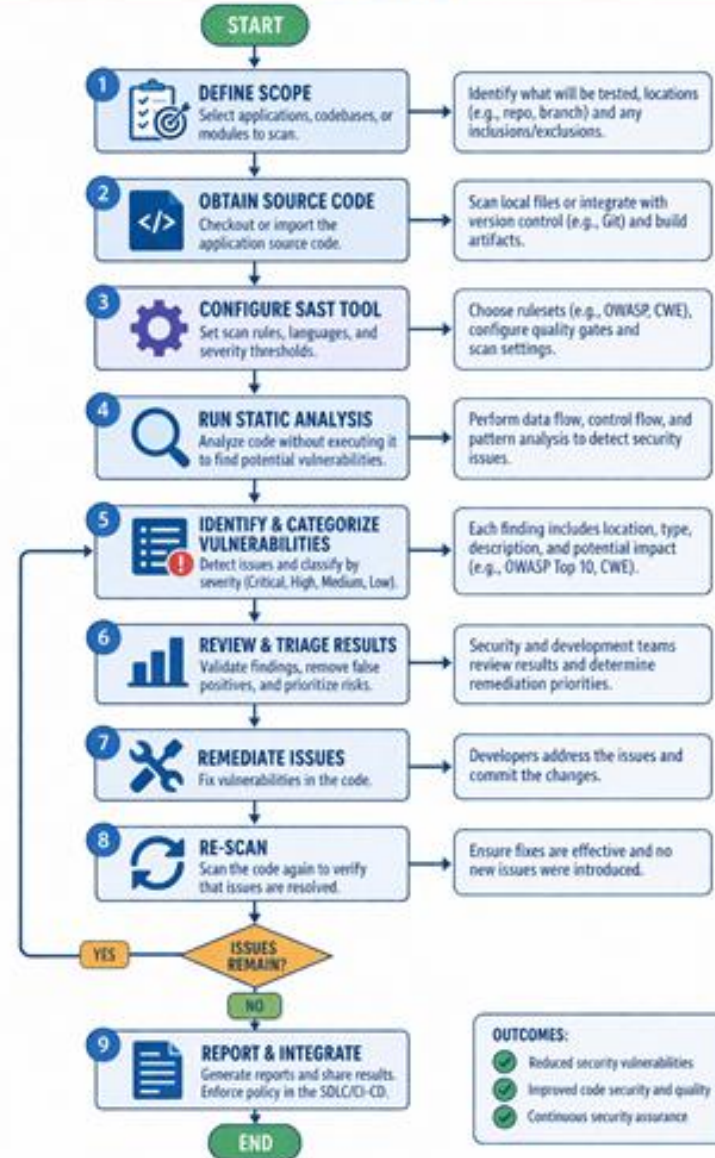 START
1
DEFINE SCOPE
Select applications, codebases, or
modules to scan.
Identify what will be tested, locations
(e.g., repo, branch) and any
inclusions/exclusions.
2
</>
OBTAIN SOURCE CODE
Checkout or import the
application source code.
Scan local files or integrate with
version control (e.g., Git) and build
artifacts.
3
CONFIGURE SAST TOOL
Set scan rules, languages, and
severity thresholds.
Choose rulesets (e.g., OWASP, CWE),
configure quality gates and
scan settings.
4
RUN STATIC ANALYSIS
Analyze code without executing it
to find potential vulnerabilities.
Perform data flow, control flow, and
pattern analysis to detect security
issues.
5
IDENTIFY & CATEGORIZE
VULNERABILITIES
Detect issues and classify by
severity (Critical, High, Medium, Low).
Each finding includes location, type,
description, and potential impact
(e.g., OWASP Top 10, CWE).
6
REVIEW & TRIAGE RESULTS
Validate findings, remove false
positives, and prioritize risks.
Security and development teams
review results and determine
remediation priorities.
7
REMEDIATE ISSUES
Fix vulnerabilities in the code.
Developers address the issues and
commit the changes.
8
RE-SCAN
Scan the code again to verify
that issues are resolved.
Ensure fixes are effective and no
new issues were introduced.
YES
ISSUES
REMAIN?
NO
9
REPORT & INTEGRATE
Generate reports and share results.
Enforce policy in the SDLC/CI-CD.
END
OUTCOMES:
Reduced security vulnerabilities
Improved code security and quality
Continuous security assurance